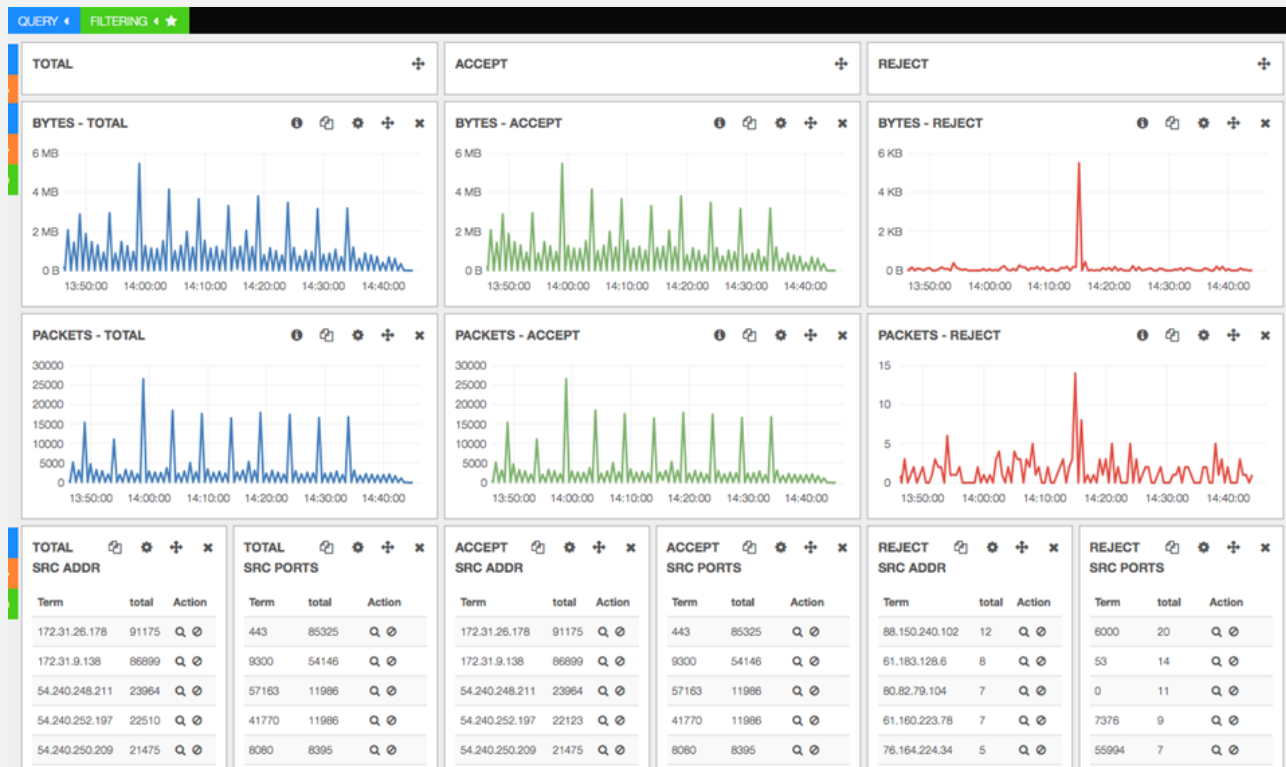 QUERY FILTERING
TOTAL
ACCEPT
REJECT
BYTES - TOTAL
6 MB
4 MB
2 MB
0 B
13:50:00 14:00:00 14:10:00 14:20:00 14:30:00 14:40:00
BYTES - ACCEPT
6 MB
4 MB
2 MB
0 B
13:50:00 14:00:00 14:10:00 14:20:00 14:30:00 14:40:00
BYTES - REJECT
6 KB
4 KB
2 KB
0 B
13:50:00 14:00:00 14:10:00 14:20:00 14:30:00 14:40:00
PACKETS - TOTAL
30000
25000
20000
15000
10000
5000
0
13:50:00 14:00:00 14:10:00 14:20:00 14:30:00 14:40:00
PACKETS - ACCEPT
30000
25000
20000
15000
10000
5000
0
13:50:00 14:00:00 14:10:00 14:20:00 14:30:00 14:40:00
PACKETS - REJECT
15
10
5
0
13:50:00 14:00:00 14:10:00 14:20:00 14:30:00 14:40:00
TOTAL
SRC ADDR
Term total Action
172.31.26.178 91175
172.31.9.138 86899
54.240.248.211 23964
54.240.252.197 22510
54.240.250.209 21475
TOTAL
SRC PORTS
Term total Action
443 85325
9300 54146
57163 11986
41770 11986
8080 8395
ACCEPT
SRC ADDR
Term total Action
172.31.26.178 91175
172.31.9.138 86899
54.240.248.211 23964
54.240.252.197 22123
54.240.250.209 21475
ACCEPT
SRC PORTS
Term total Action
443 85325
9300 54146
57163 11986
41770 11986
8080 8395
REJECT
SRC ADDR
Term total Action
88.150.240.102 12
61.183.128.6 8
80.82.79.104 7
61.160.223.78 7
76.164.224.34 5
REJECT
SRC PORTS
Term total Action
6000 20
53 14
0 11
7376 9
55994 7